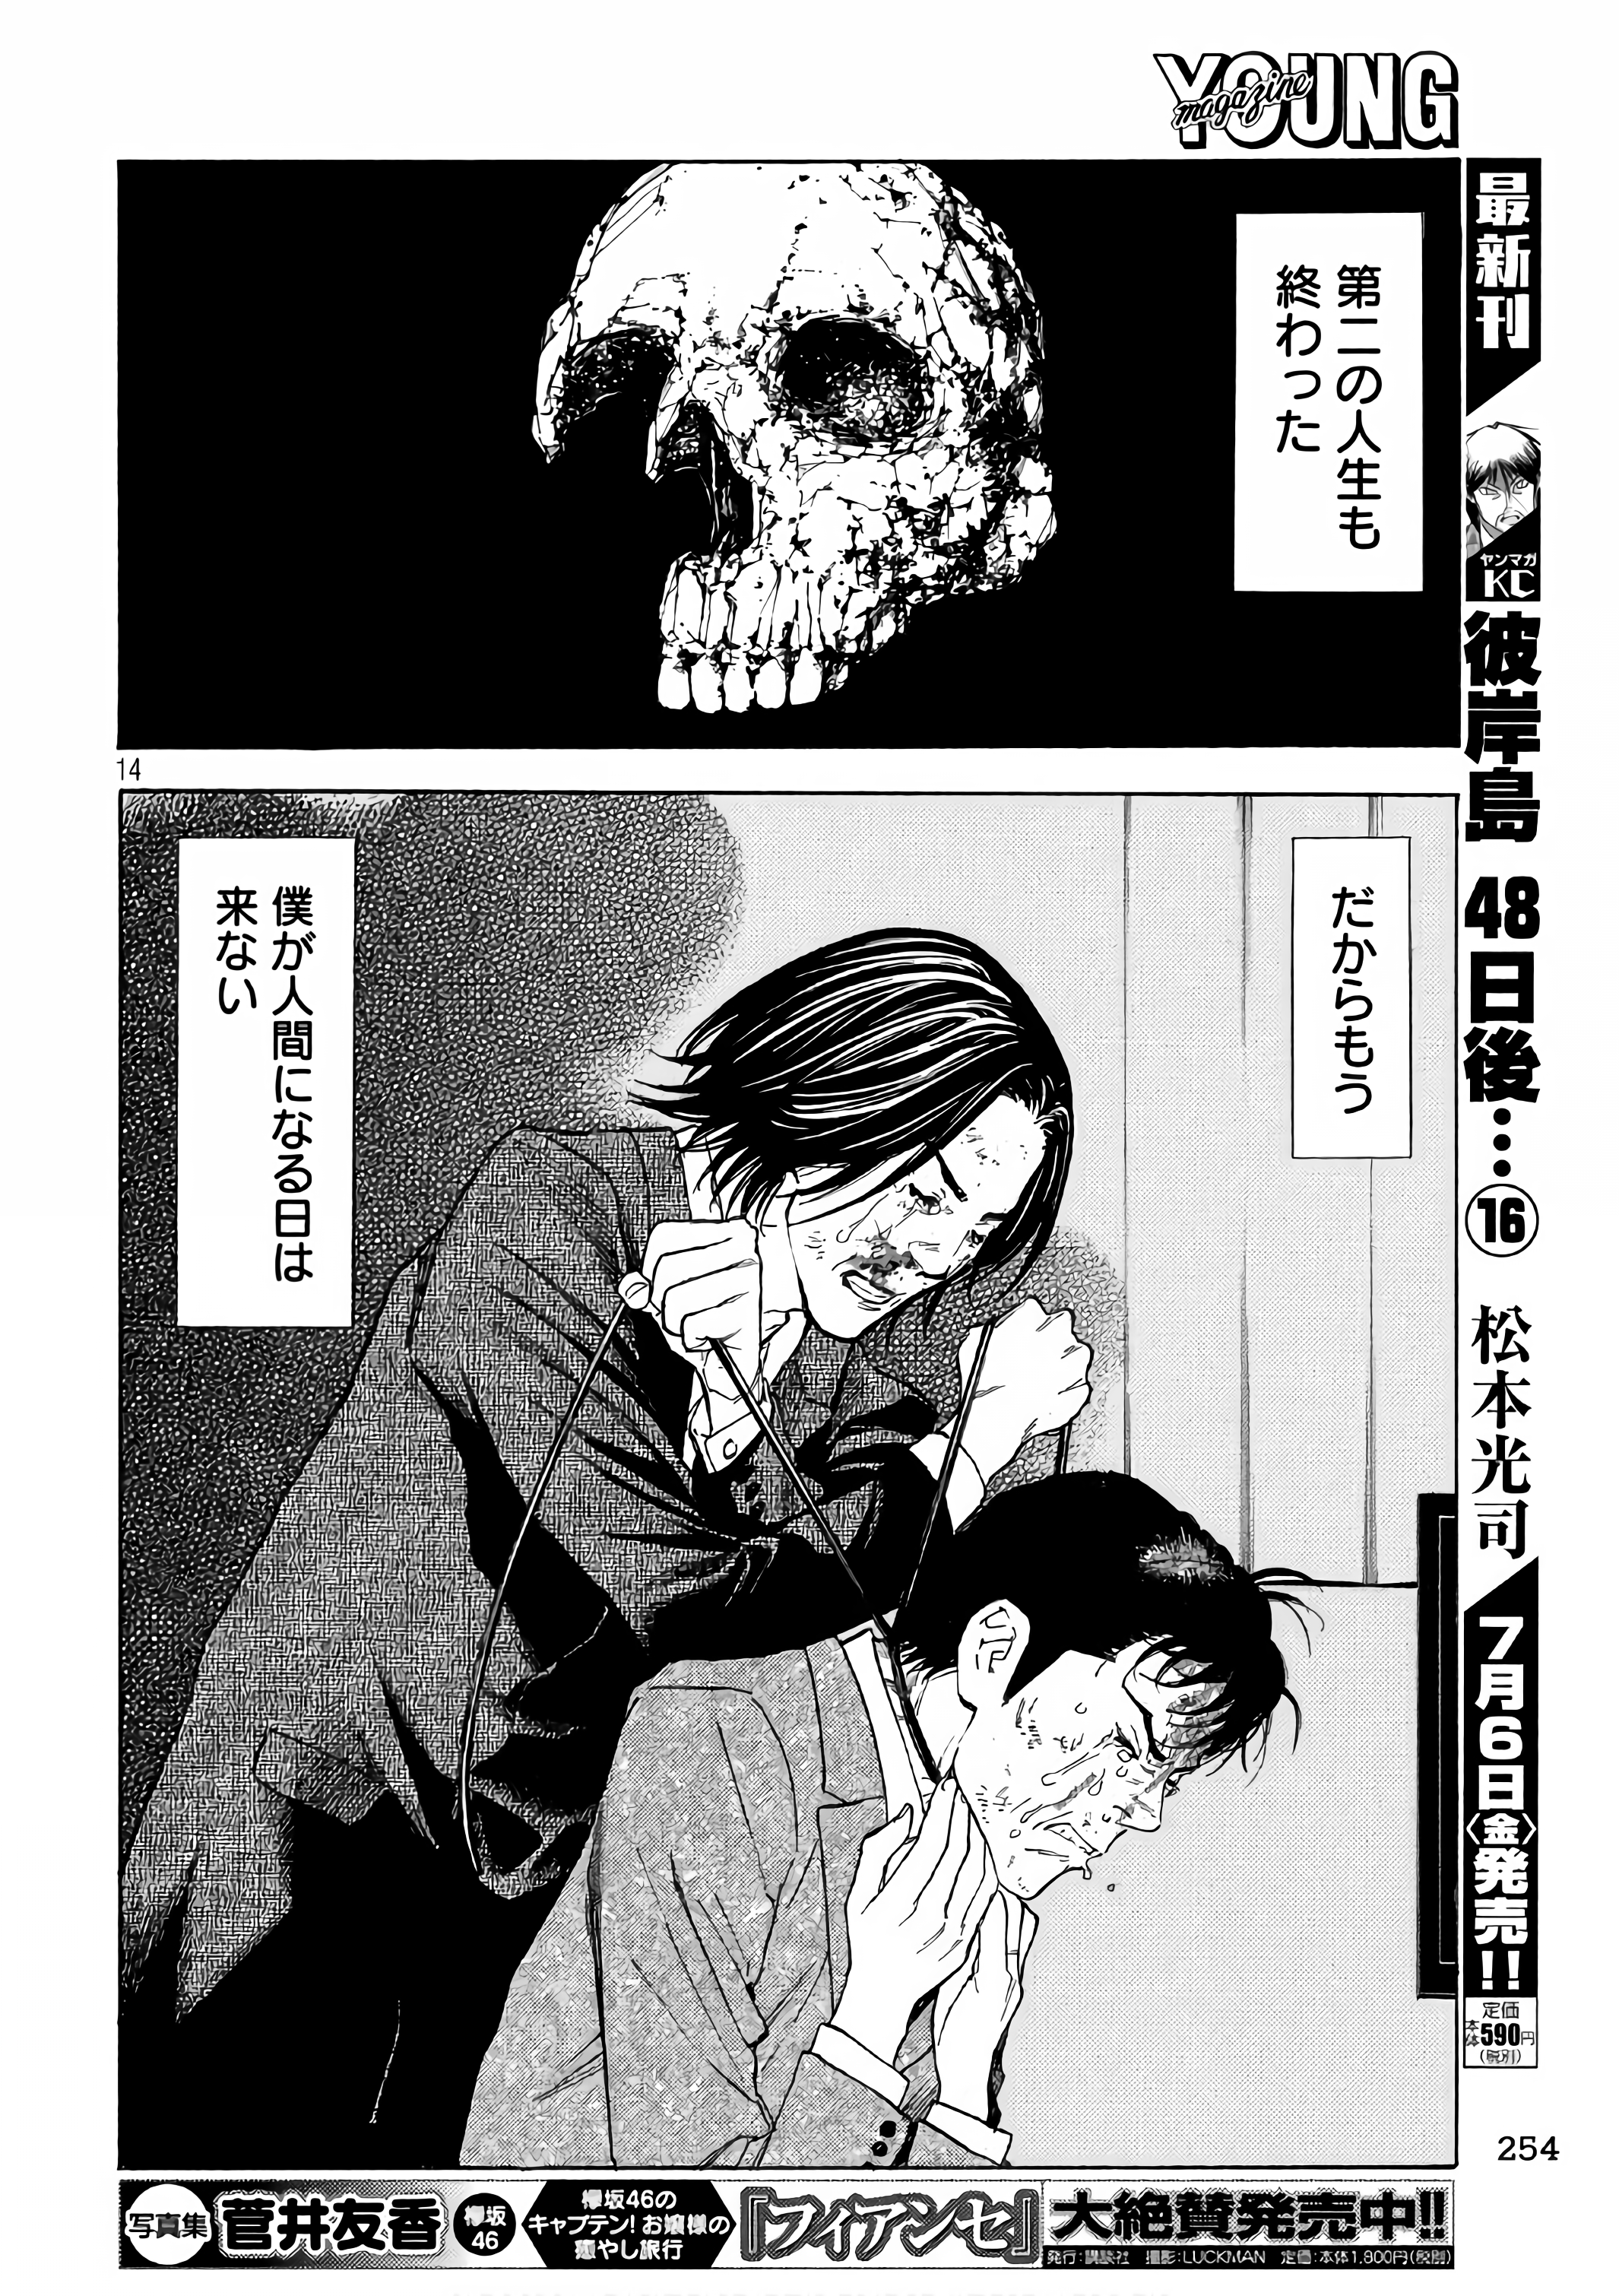 YOUNG
magazine
第二の人生も
終わった
14
だからもう
僕が人間になる日は
来ない
最新刊
ヤンマガ
KC
彼岸島 48日後…⑯
松本光司
7月6日〈金〉発売!!
定価
本体590円
(税別)
254
写真集
菅井友香
欅坂
46
欅坂46の
キャプテン!お嬢様の
癒やし旅行
『フィアンセ』
大絶賛発売中!!
発行:講談社 撮影:LUCKMAN 定価:本体1,800円(税別)